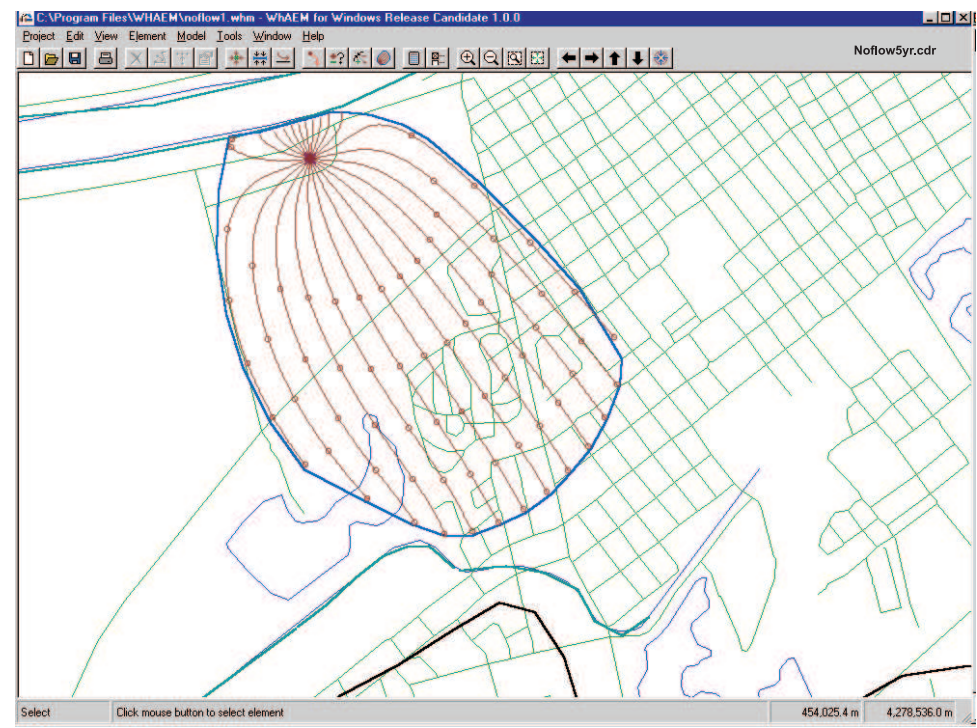 C:\Program Files\WHAEM\noflow1.whm - WhAEM for Windows Release Candidate 1.0.0
Project Edit View Element Model Tools Window Help
Noflow5yr.cdr
Select Click mouse button to select element 454,025.4 m 4,278,536.0 m